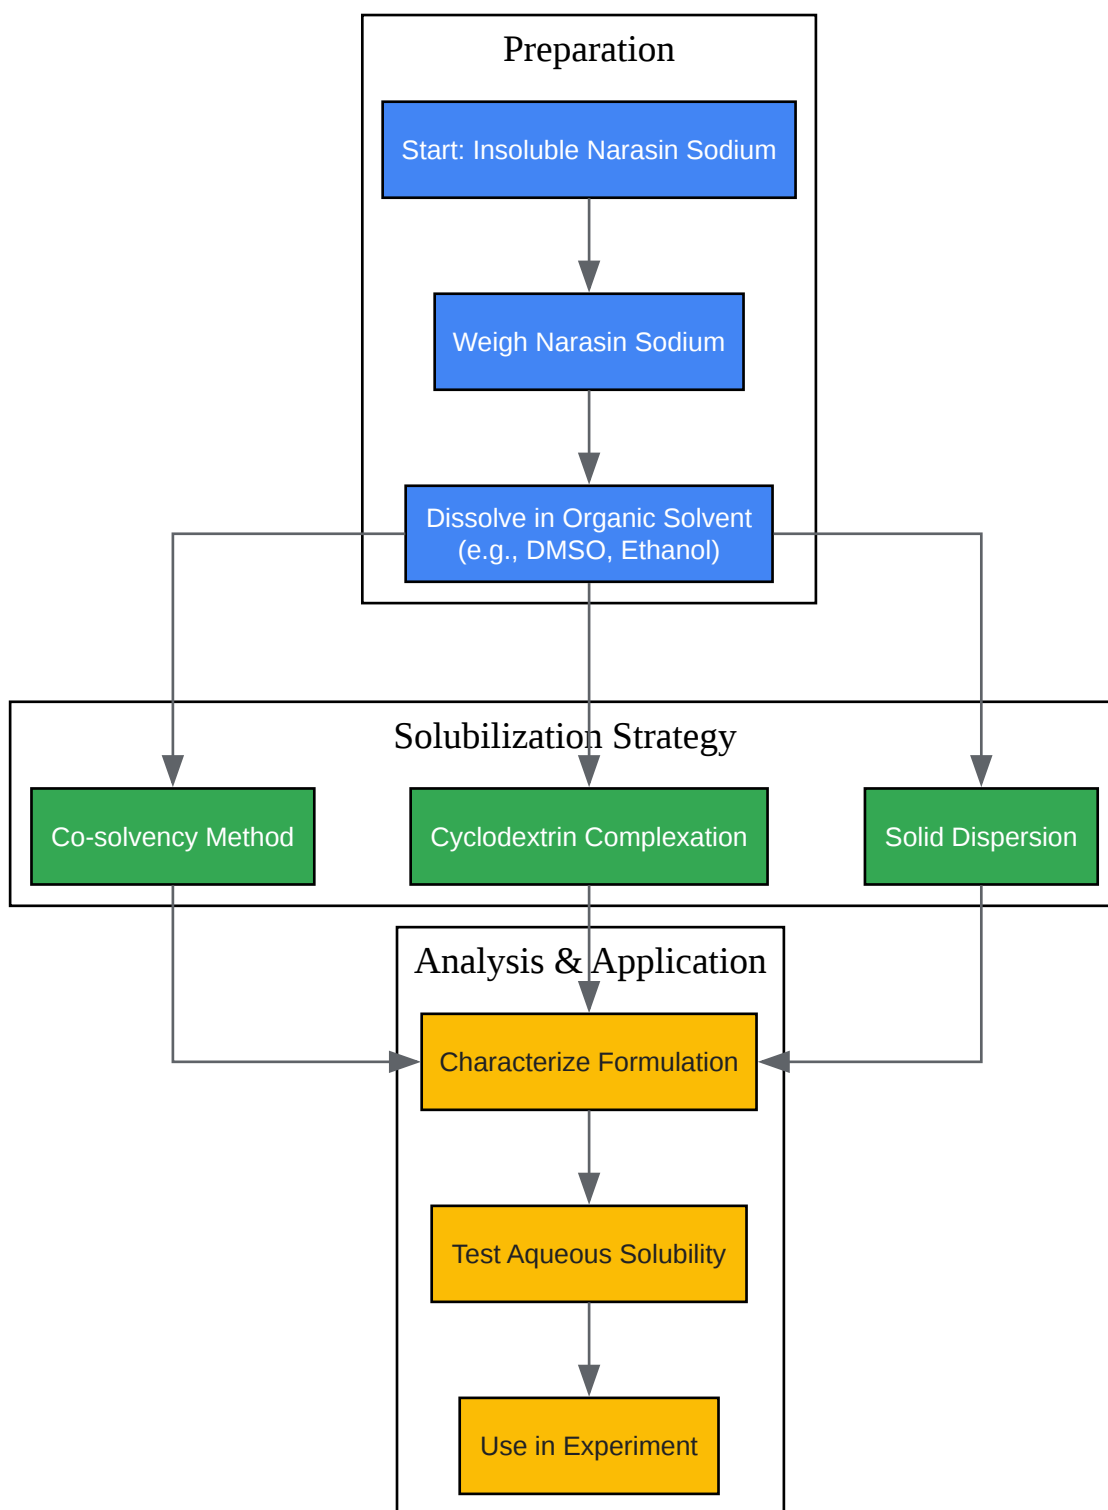 Preparation
Start: Insoluble Narasin Sodium
Weigh Narasin Sodium
Dissolve in Organic Solvent
(e.g., DMSO, Ethanol)
Solubilization Strategy
Co-solvency Method
Cyclodextrin Complexation
Solid Dispersion
Analysis & Application
Characterize Formulation
Test Aqueous Solubility
Use in Experiment